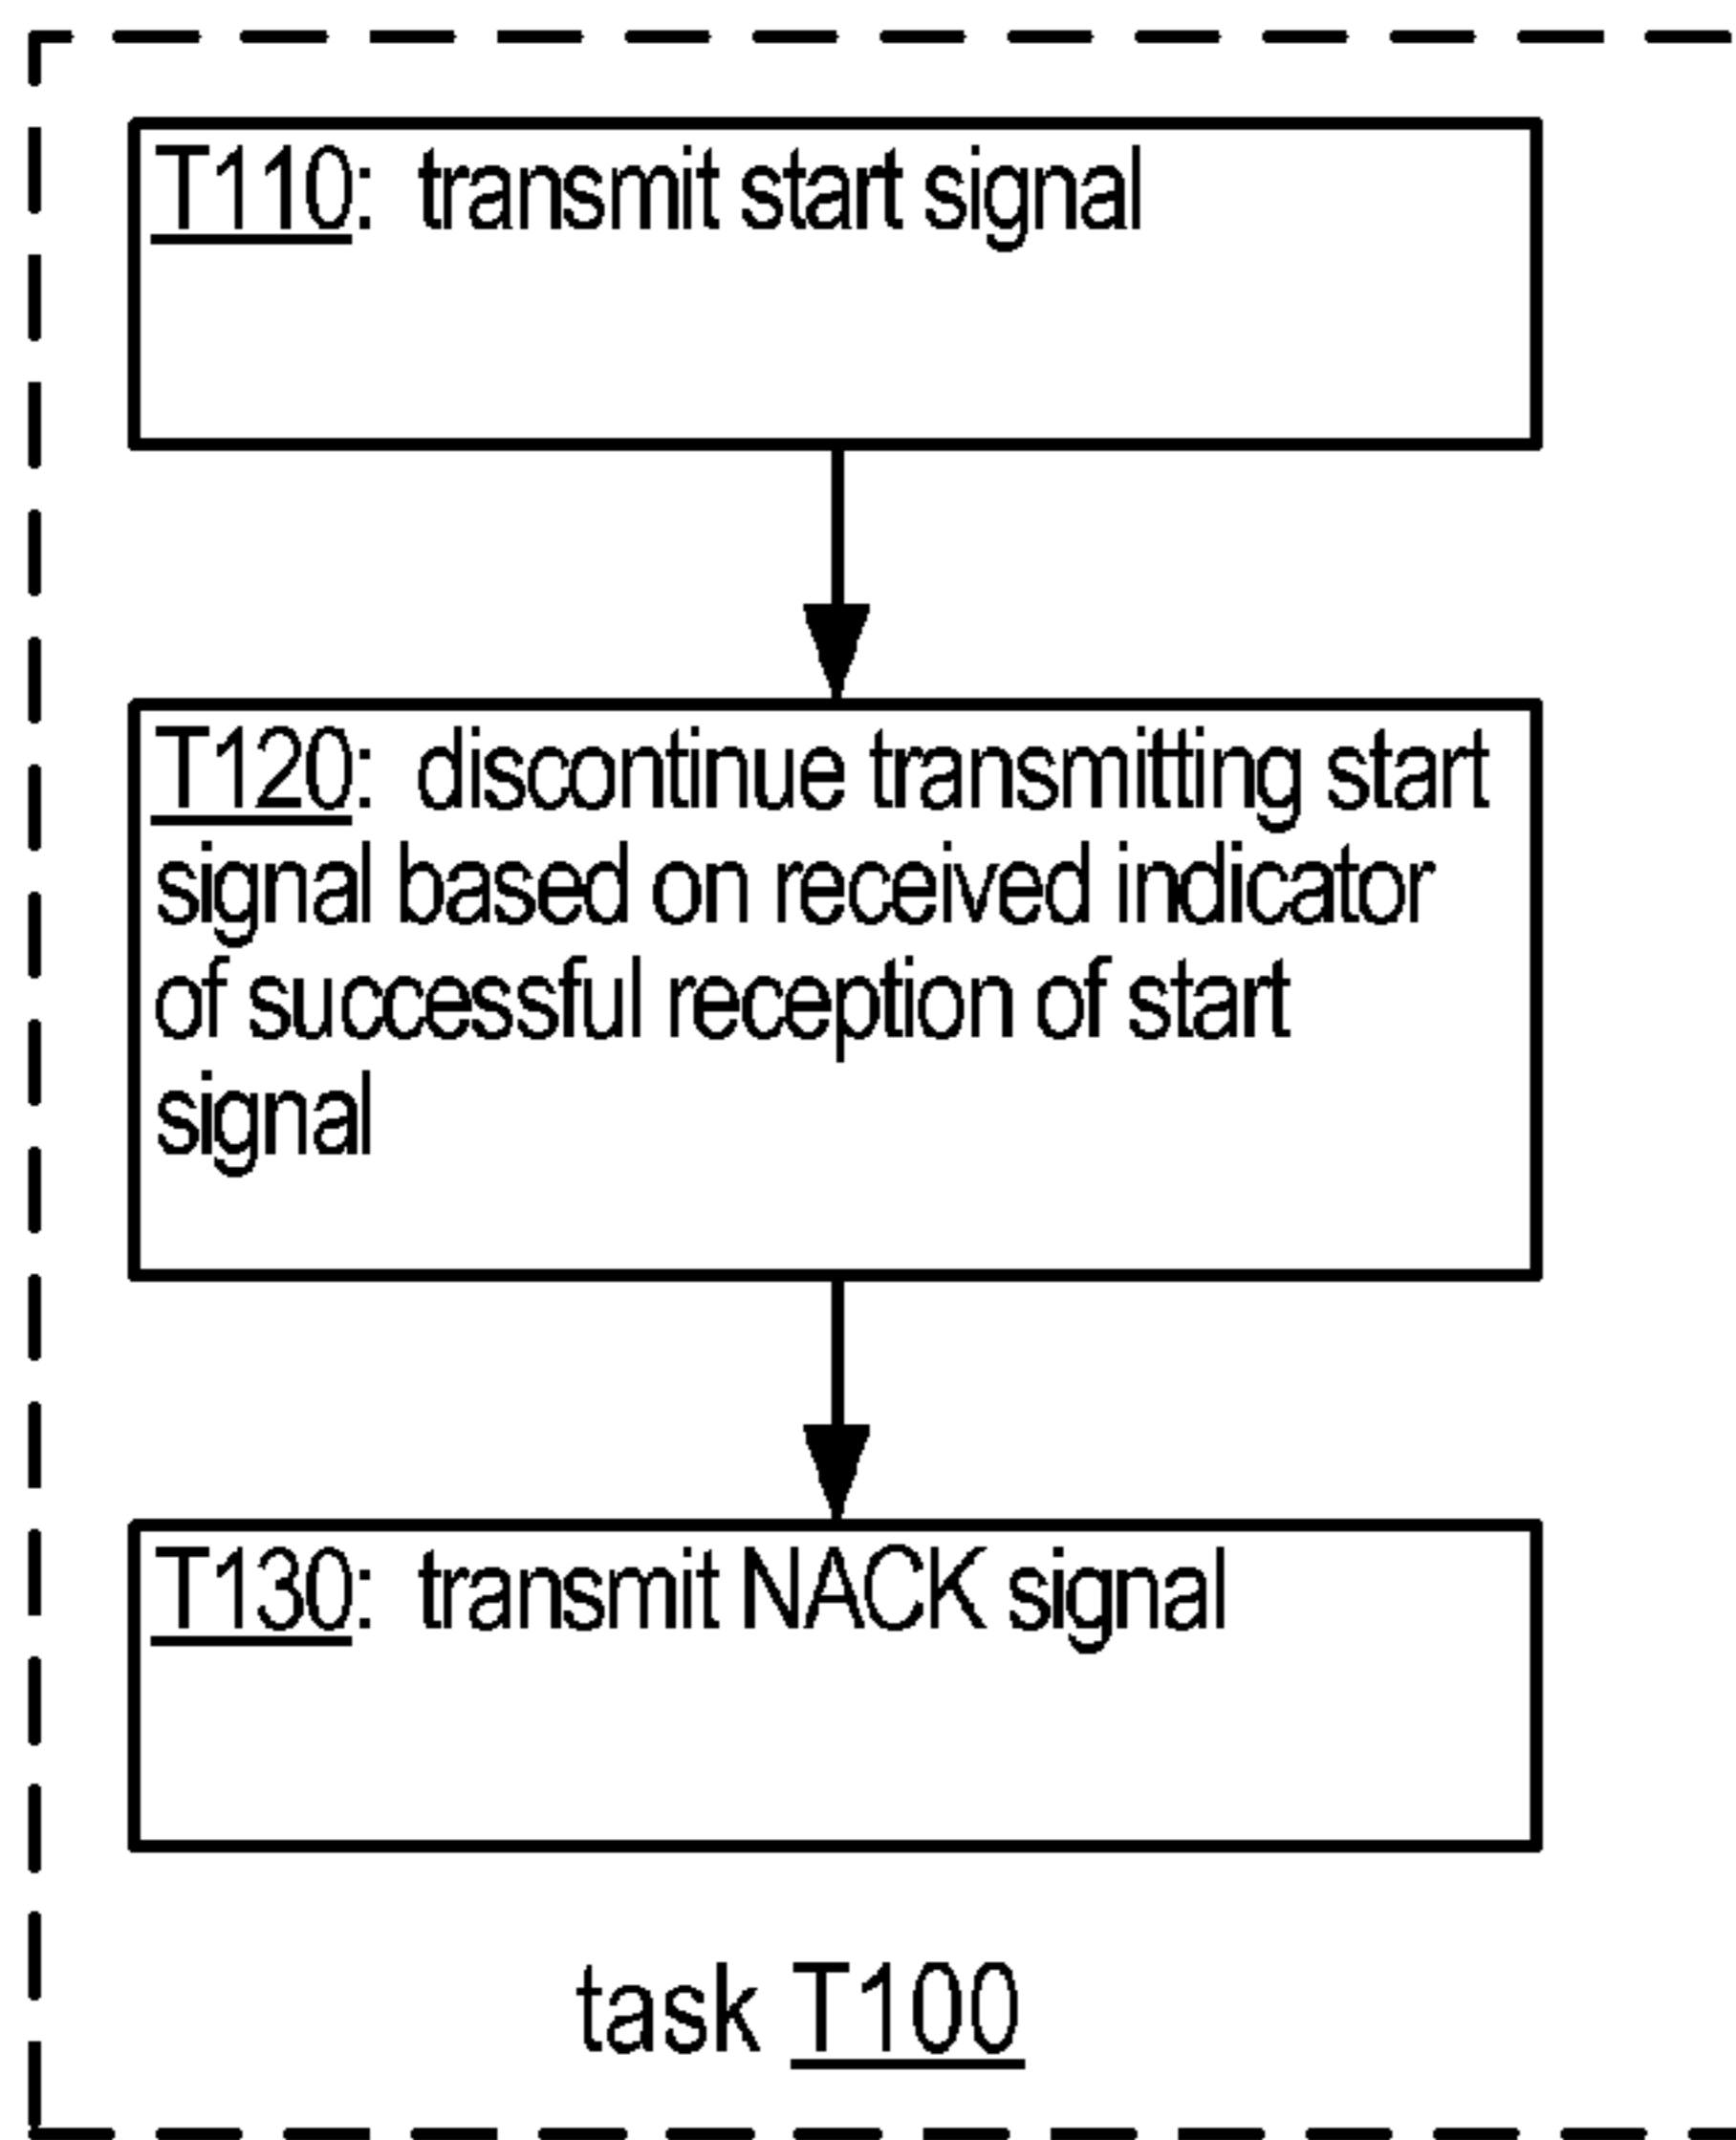 T110: transmit start signal
T120: discontinue transmitting start
signal based on received indicator
of successful reception of start
signal
T130: transmit NACK signal
task T100